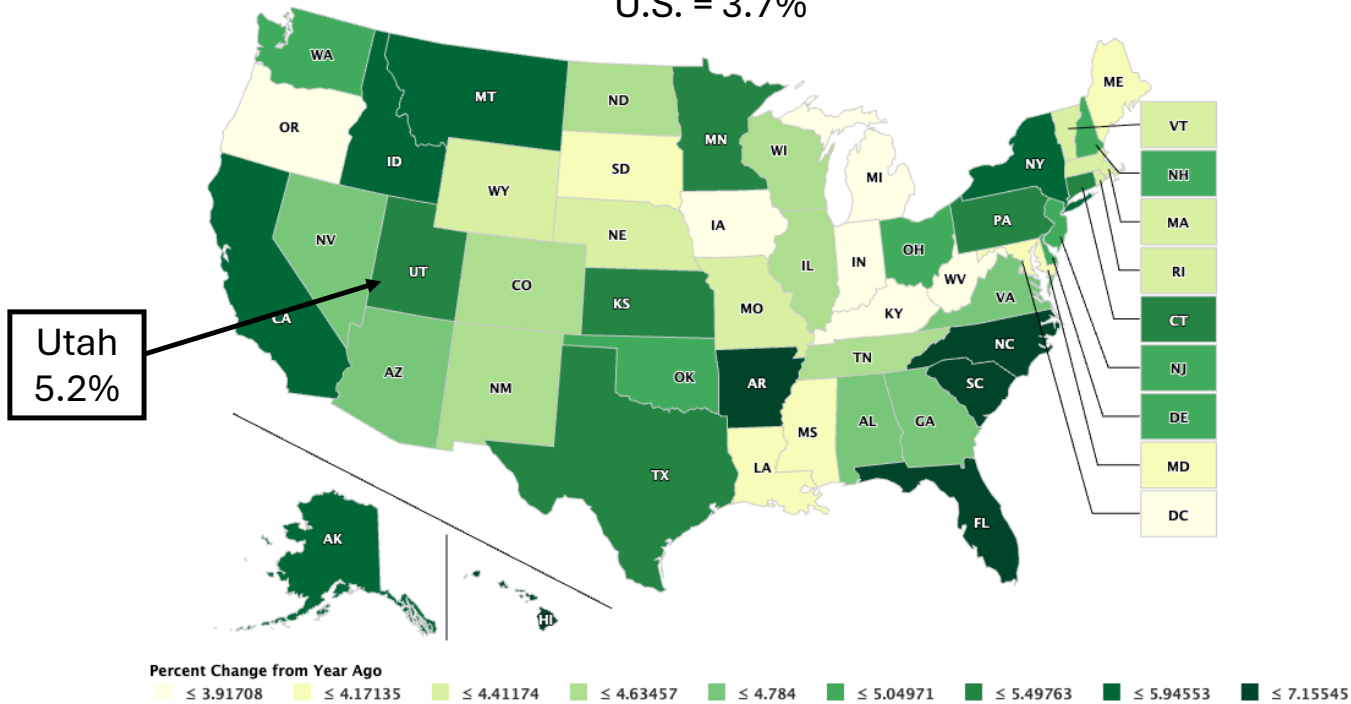 U.S. = 3.7%
WA
MT
ND
MN
ME
OR
ID
SD
WI
NY
VT
WY
MI
NH
NV
UT
NE
IA
PA
MA
CO
IL
IN
OH
RI
CA
KS
MO
WV
VA
CT
KY
AZ
NM
OK
AR
TN
NC
NJ
SC
DE
TX
LA
MS
AL
GA
MD
FL
DC
AK
HI
Utah
5.2%
Percent Change from Year Ago
≤ 3.91708 ≤ 4.17135 ≤ 4.41174 ≤ 4.63457 ≤ 4.784 ≤ 5.04971 ≤ 5.49763 ≤ 5.94553 ≤ 7.15545